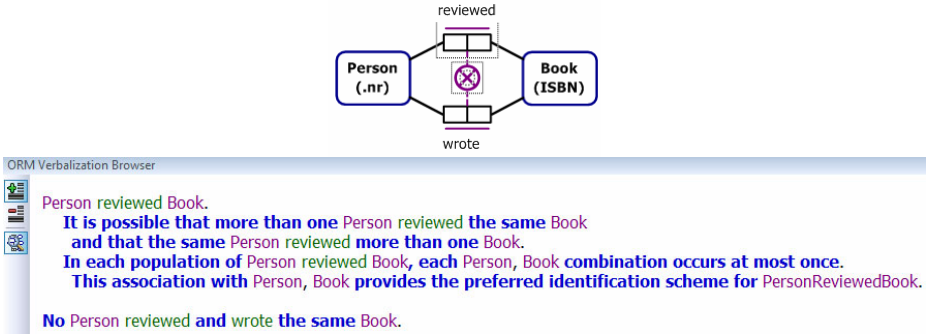 reviewed
Person
(.nr)
Book
(ISBN)
wrote
ORM Verbalization Browser
Person reviewed Book.
It is possible that more than one Person reviewed the same Book
and that the same Person reviewed more than one Book.
In each population of Person reviewed Book, each Person, Book combination occurs at most once.
This association with Person, Book provides the preferred identification scheme for PersonReviewedBook.
No Person reviewed and wrote the same Book.